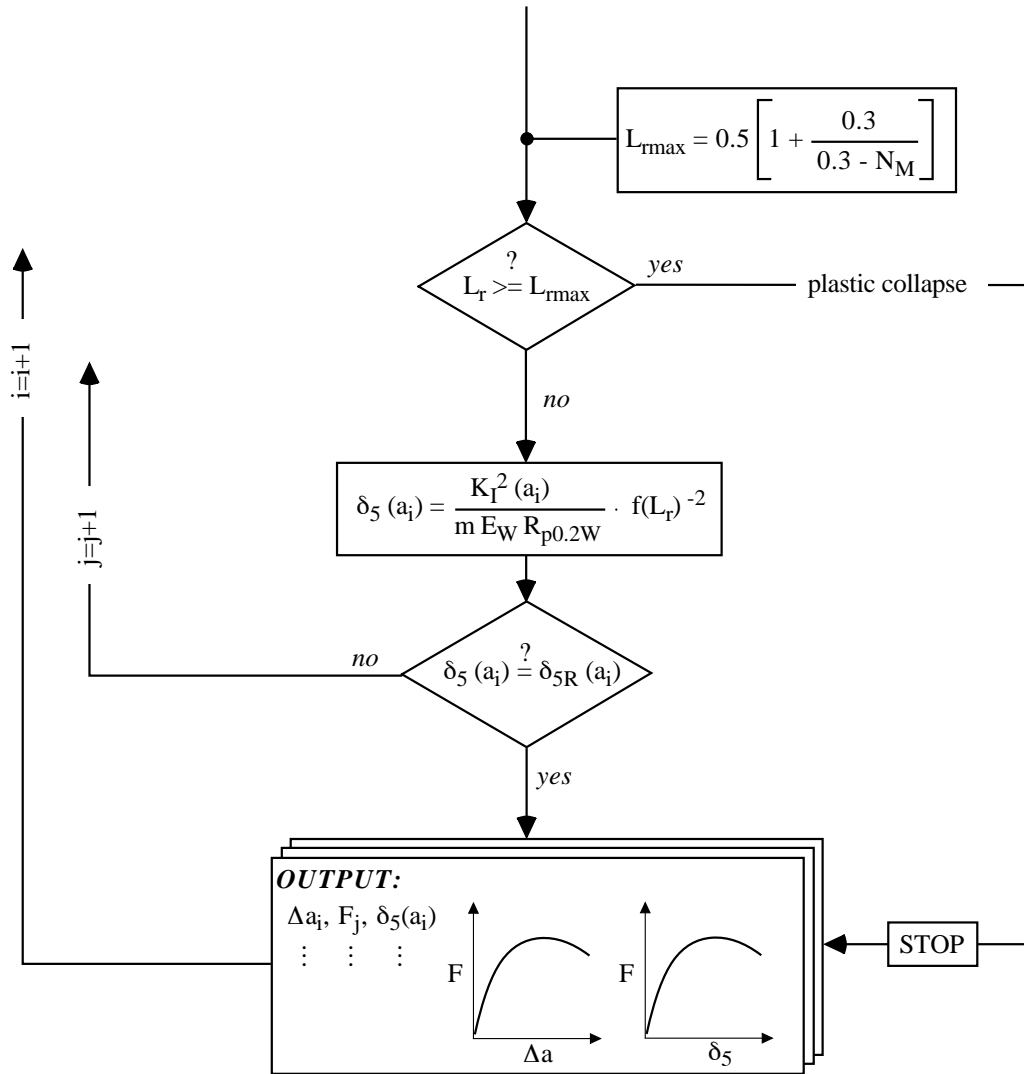 L_rmax = 0.5 [ 1 + 0.3 / (0.3 - N_M) ]
?
L_r >= L_rmax
yes
plastic collapse
i=i+1
no
j=j+1
δ_5 (a_i) = K_I^2 (a_i) / (m E_W R_p0.2W) · f(L_r)^-2
no
?
δ_5 (a_i) = δ_5R (a_i)
yes
OUTPUT:
Δa_i, F_j, δ_5(a_i)
⋮ ⋮ ⋮
F
Δa
F
δ_5
STOP